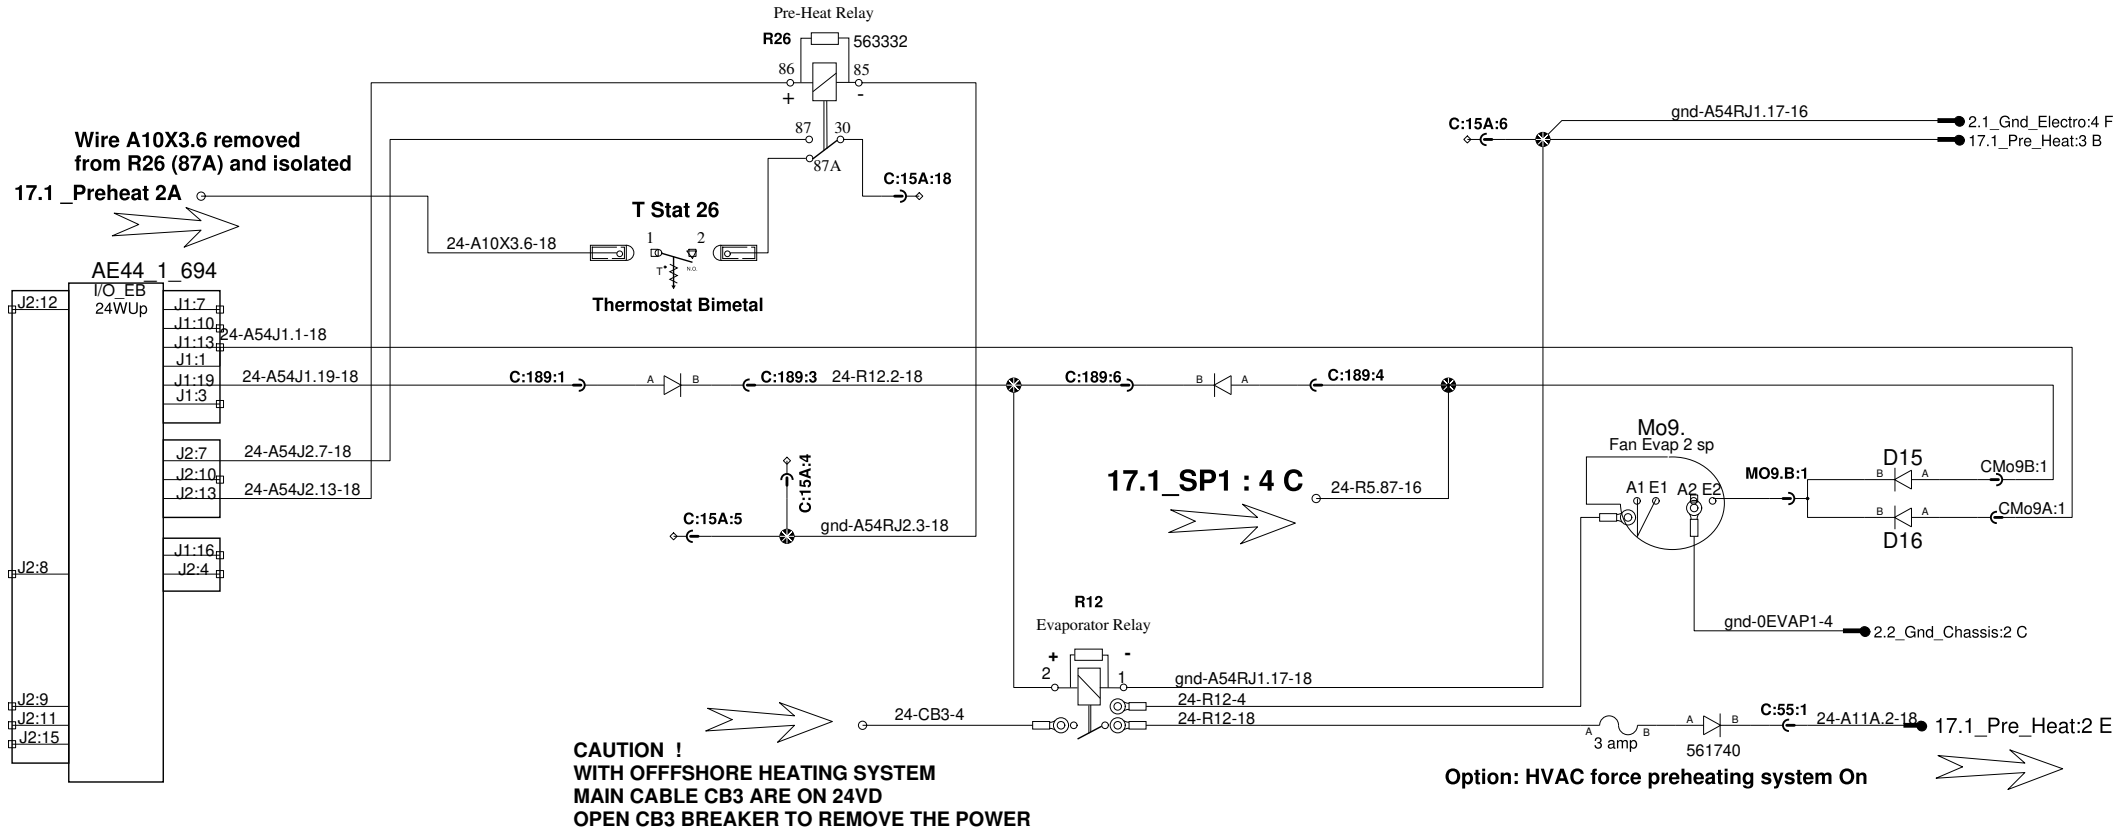 Pre-Heat Relay
R26
563332
86
85
+
-
87
30
87A
Wire A10X3.6 removed
from R26 (87A) and isolated
17.1 _Preheat 2A
C:15A:18
T Stat 26
1
2
24-A10X3.6-18
T°
N.O.
Thermostat Bimetal
gnd-A54RJ1.17-16
C:15A:6
2.1_Gnd_Electro:4 F
17.1_Pre_Heat:3 B
AE44_1_694
I/O_EB
24WUp
J2:12
J1:7
J1:10
24-A54J1.1-18
J1:13
J1:1
J1:19
24-A54J1.19-18
C:189:1
A
B
C:189:3
24-R12.2-18
C:189:6
B
A
C:189:4
J1:3
J2:7
24-A54J2.7-18
J2:10
J2:13
24-A54J2.13-18
J1:16
J2:4
J2:8
J2:9
J2:11
J2:15
C:15A:4
C:15A:5
gnd-A54RJ2.3-18
17.1_SP1 : 4 C
24-R5.87-16
Mo9.
Fan Evap 2 sp
A1 E1
A2 E2
MO9.B:1
D15
B
A
CMo9B:1
B
A
CMo9A:1
D16
gnd-0EVAP1-4
2.2_Gnd_Chassis:2 C
R12
Evaporator Relay
+
-
2
1
gnd-A54RJ1.17-18
24-R12-4
24-CB3-4
24-R12-18
A
B
3 amp
A
B
561740
C:55:1
24-A11A.2-18
17.1_Pre_Heat:2 E
Option: HVAC force preheating system On
CAUTION !
WITH OFFFSHORE HEATING SYSTEM
MAIN CABLE CB3 ARE ON 24VD
OPEN CB3 BREAKER TO REMOVE THE POWER